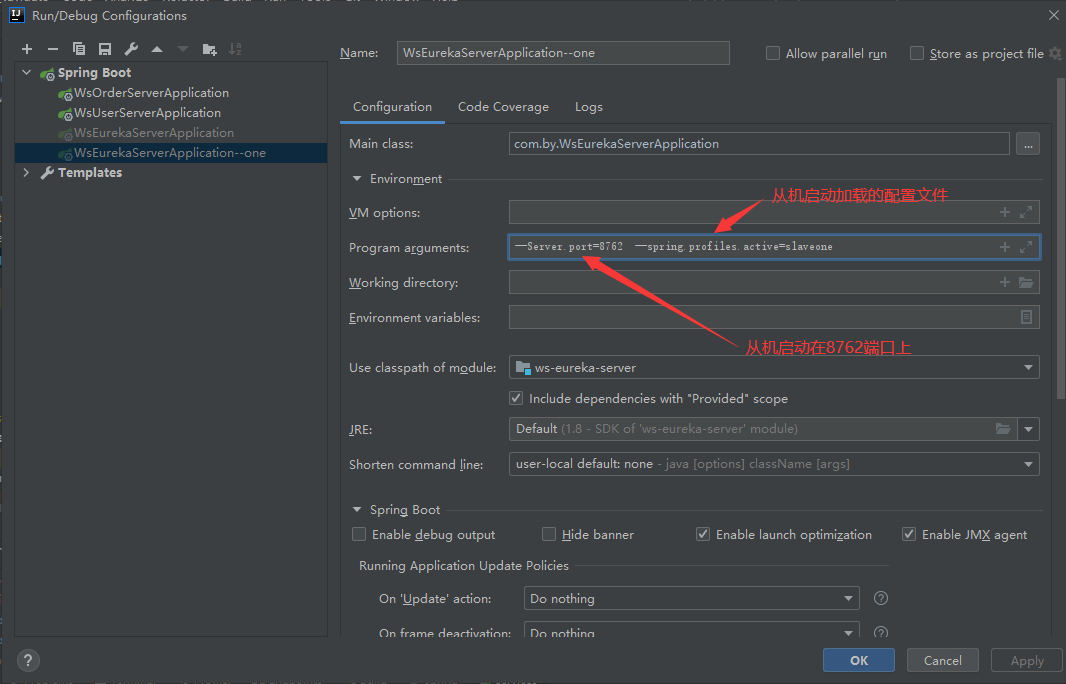 Run/Debug Configurations
Name: WsEurekaServerApplication--one
Allow parallel run
Store as project file
Spring Boot
WsOrderServerApplication
WsUserServerApplication
WsEurekaServerApplication
WsEurekaServerApplication--one
Templates
Configuration Code Coverage Logs
Main class: com.by.WsEurekaServerApplication ...
Environment
从机启动加载的配置文件
VM options:
Program arguments: —Server.port=8762 —spring.profiles.active=slaveone
Working directory:
Environment variables:
从机启动在8762端口上
Use classpath of module: ws-eureka-server
Include dependencies with "Provided" scope
JRE: Default (1.8 - SDK of 'ws-eureka-server' module)
Shorten command line: user-local default: none - java [options] className [args]
Spring Boot
Enable debug output Hide banner Enable launch optimization Enable JMX agent
Running Application Update Policies
On 'Update' action: Do nothing ?
On frame deactivation: Do nothing ?
? OK Cancel Apply